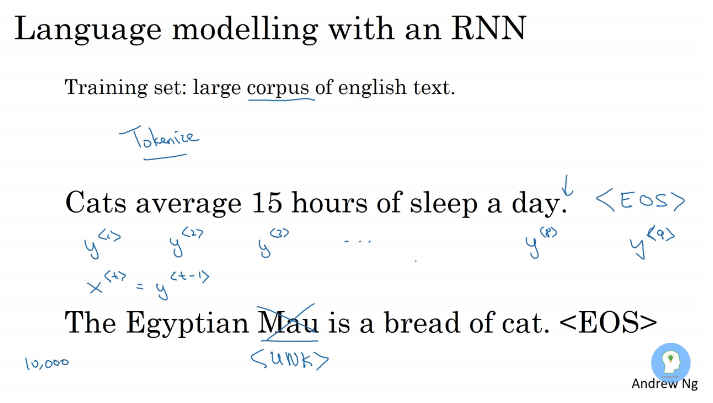 Language modelling with an RNN
Training set: large corpus of english text.
Tokenize
Cats average 15 hours of sleep a day. <EOS>
y<1> y<2> y<3> ... y<8> y<9>
x<t> = y<t-1>
The Egyptian Mau is a bread of cat. <EOS>
10,000 <UNK>
Andrew Ng